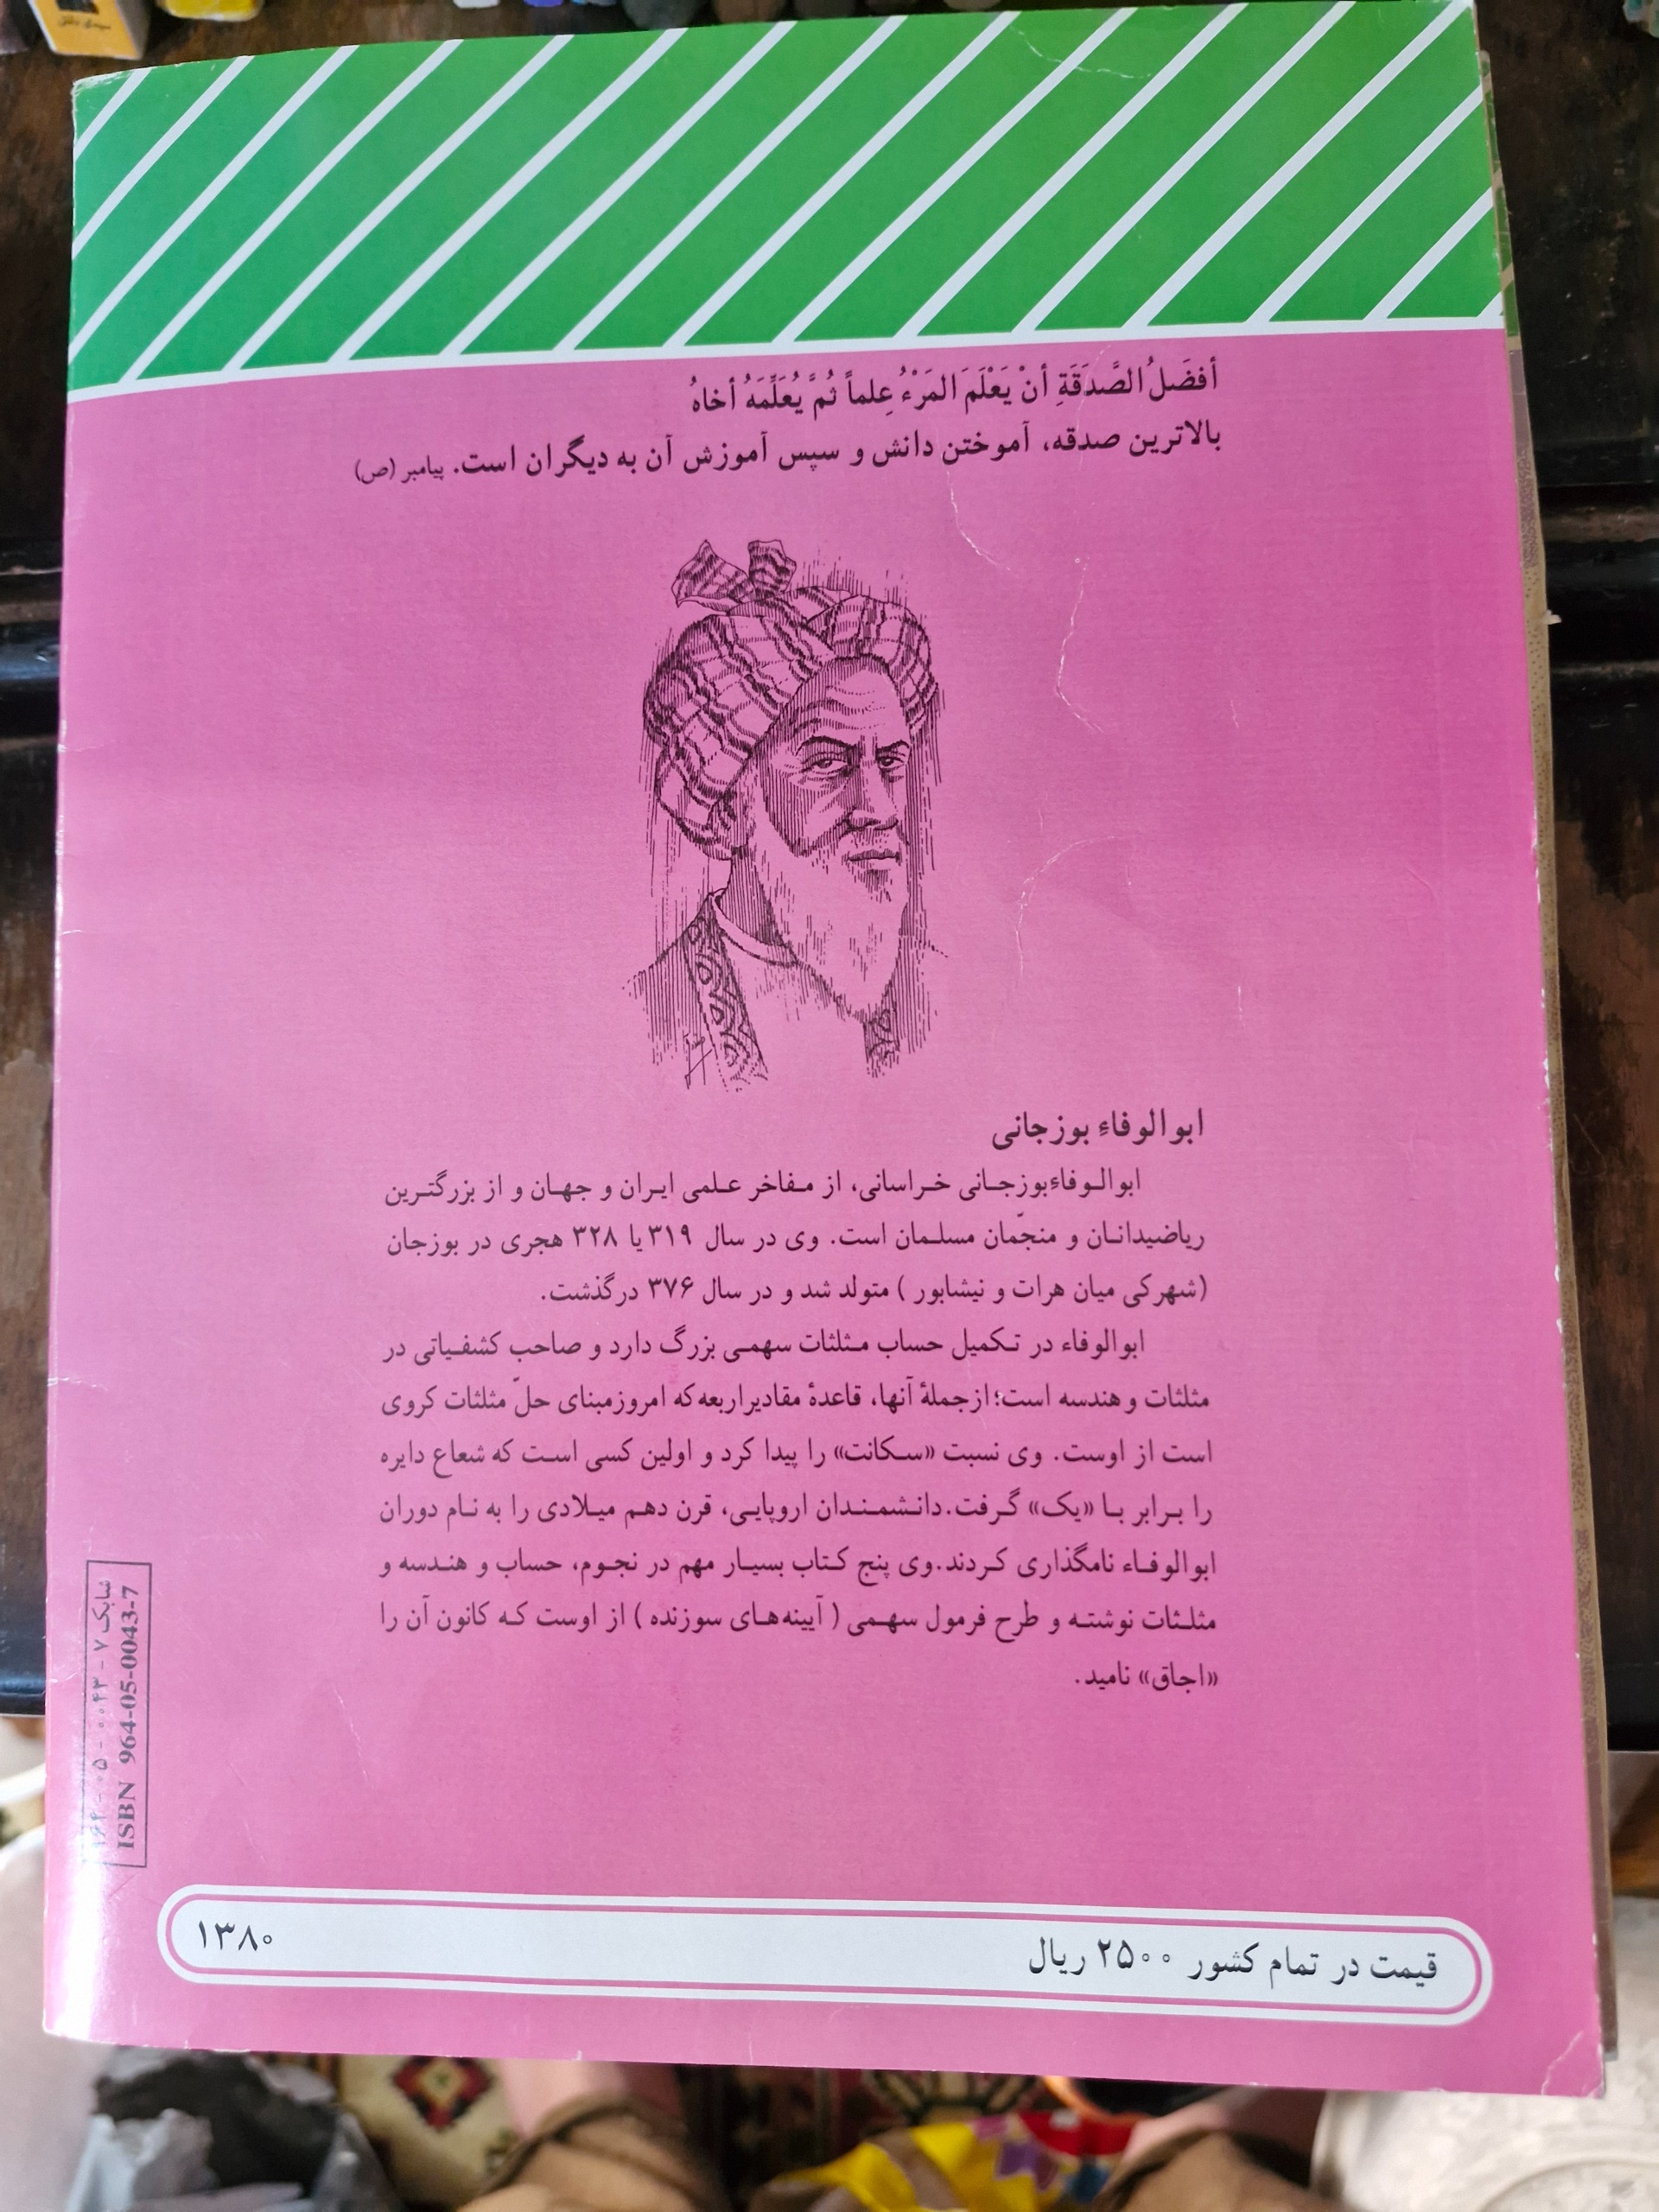 أفضَلُ الصَّدَقَةِ أنْ يَعْلَمَ المَرْءُ عِلماً ثُمَّ يُعَلِّمَهُ أخاهُ
بالاترین صدقه، آموختن دانش و سپس آموزش آن به دیگران است. پیامبر (ص)
ابوالوفاء بوزجانی
ابوالوفاءبوزجانی خراسانی، از مفاخر علمی ایران و جهان و از بزرگترین
ریاضیدانان و منجّمان مسلمان است. وی در سال ۳۱۹ یا ۳۲۸ هجری در بوزجان
(شهرکی میان هرات و نیشابور) متولد شد و در سال ۳۷۶ درگذشت.
ابوالوفاء در تکمیل حساب مثلثات سهمی بزرگ دارد و صاحب کشفیاتی در
مثلثات و هندسه است؛ ازجملهٔ آنها، قاعدهٔ مقادیراربعه که امروزمبنای حلّ مثلثات کروی
است از اوست. وی نسبت «سکانت» را پیدا کرد و اولین کسی است که شعاع دایره
را برابر با «یک» گرفت. دانشمندان اروپایی، قرن دهم میلادی را به نام دوران
ابوالوفاء نامگذاری کردند. وی پنج کتاب بسیار مهم در نجوم، حساب و هندسه و
مثلثات نوشته و طرح فرمول سهمی (آیینه‌های سوزنده) از اوست که کانون آن را
«اجاق» نامید.
شابک ۷-۰۰۴۳-۰۵-۹۶۴
ISBN 964-05-0043-7
قیمت در تمام کشور ۲۵۰۰ ریال
۱۳۸۰